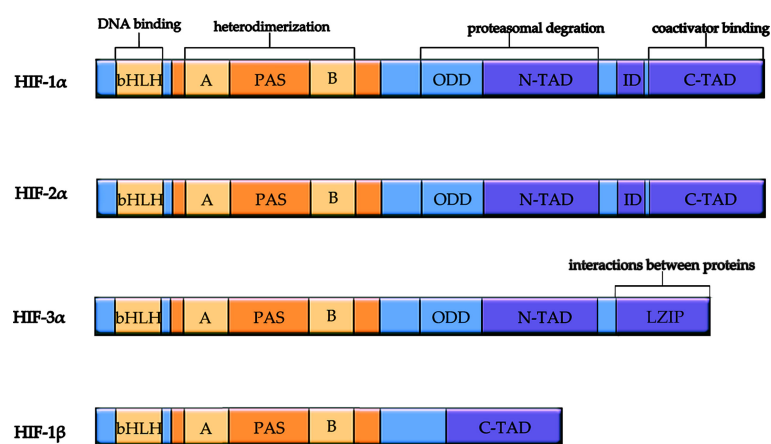 DNA binding heterodimerization proteasomal degration coactivator binding
HIF-1α bHLH A PAS B ODD N-TAD ID C-TAD
HIF-2α bHLH A PAS B ODD N-TAD ID C-TAD
interactions between proteins
HIF-3α bHLH A PAS B ODD N-TAD LZIP
HIF-1β bHLH A PAS B C-TAD